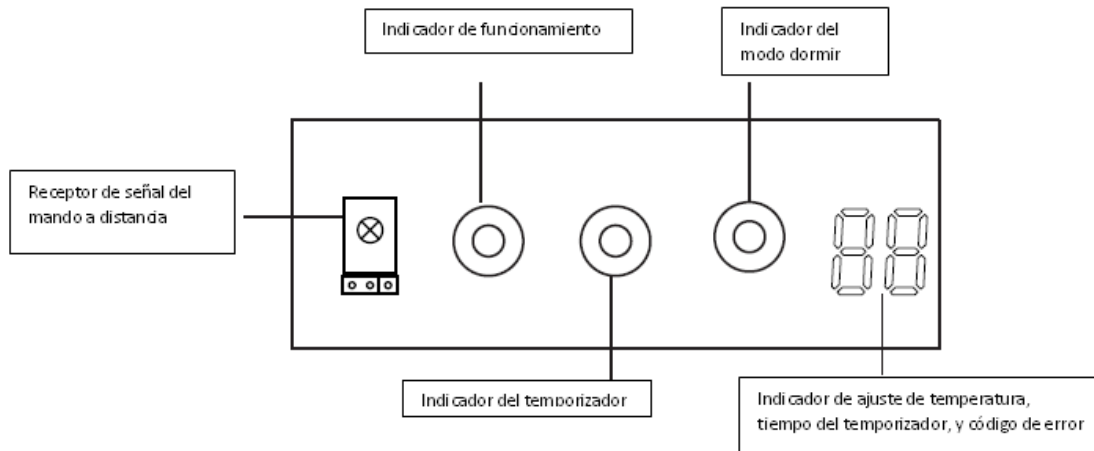 Indicador de funcionamiento
Indicador del
modo dormir
Receptor de señal del
mando a distancia
Indicador del temporizador
Indicador de ajuste de temperatura,
tiempo del temporizador, y código de error